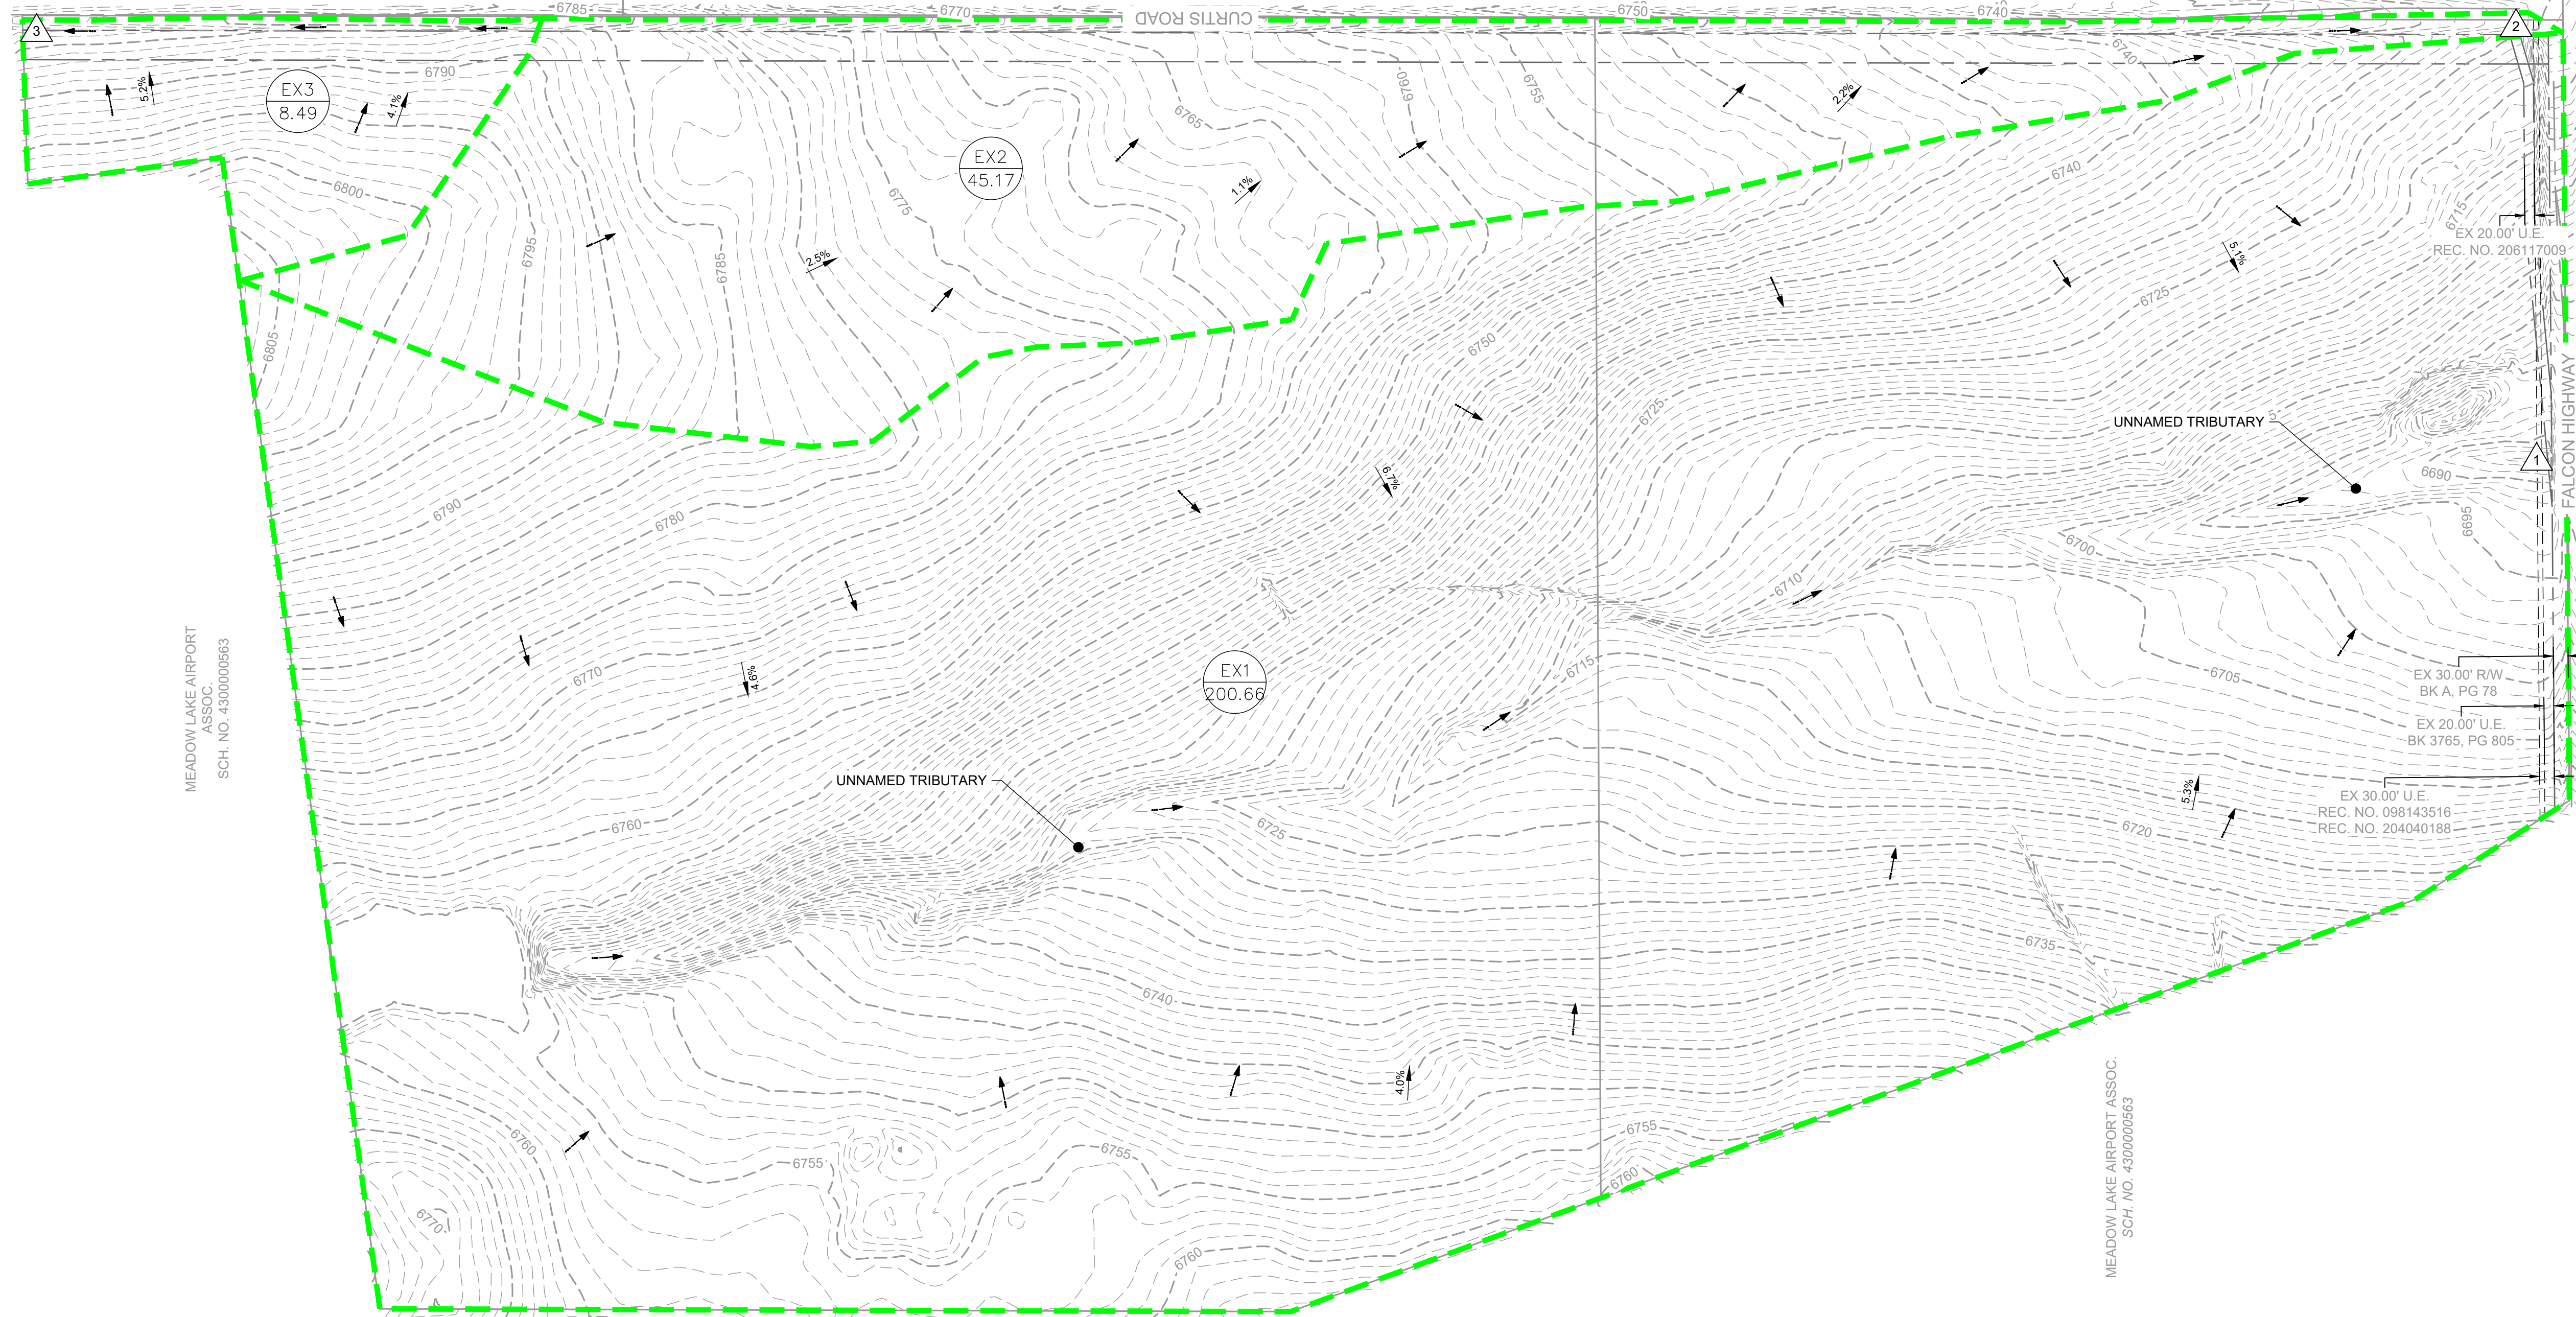 6785
6770
CURTIS ROAD
6750
6740
3
2
5.2%
6790
EX3
8.49
4.1%
6765
6760
6755
2.2%
6740
EX2
45.17
1.1%
6800
6775
6795
6785
2.5%
6805
6740
6715
EX 20.00' U.E.
REC. NO. 206117009
5.1%
6725
6750
6725
FALCON HIGHWAY
UNNAMED TRIBUTARY
5
1
6690
6695
6700
6790
6780
6.7%
6710
6715
6770
4.6%
EX1
200.66
6705
EX 30.00' R/W
BK A, PG 78
EX 20.00' U.E.
BK 3765, PG 805
EX 30.00' U.E.
REC. NO. 098143516
REC. NO. 204040188
5.3%
6720
MEADOW LAKE AIRPORT
ASSOC.
SCH. NO. 4300000563
UNNAMED TRIBUTARY
6760
6725
6735
6740
4.0%
6760
6755
6755
6755
6760
6770
6760
MEADOW LAKE AIRPORT ASSOC.
SCH. NO. 4300000563